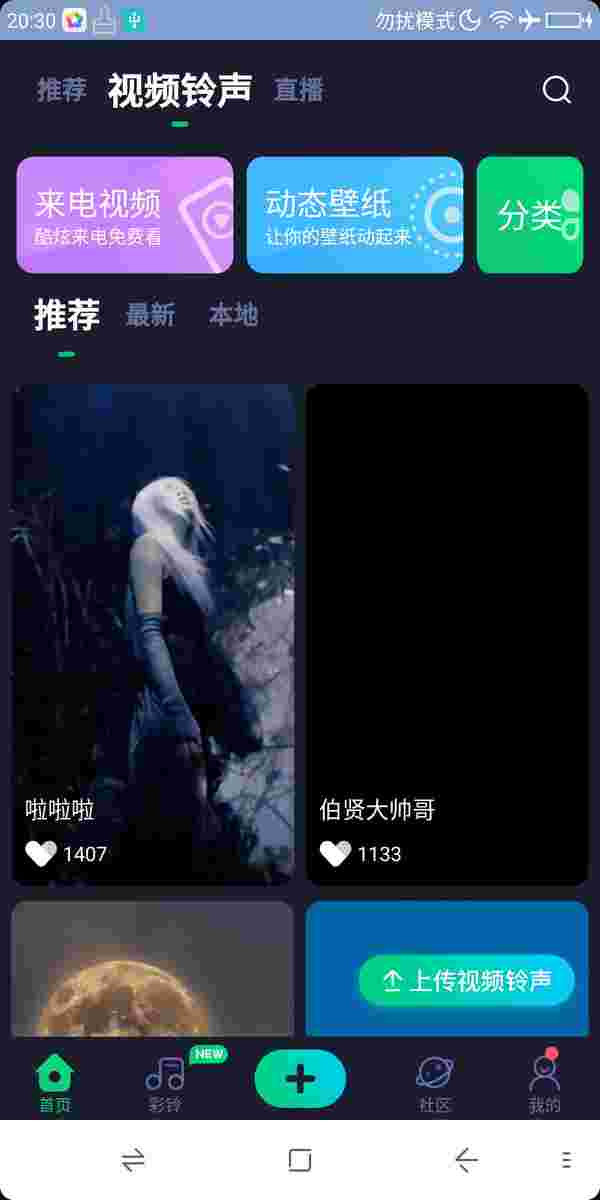 20:30 勿扰模式
推荐 视频铃声 直播
来电视频 动态壁纸 分类
酷炫来电免费看 让你的壁纸动起来
推荐 最新 本地
啦啦啦 伯贤大帅哥
1407 1133
上传视频铃声
NEW
首页 彩铃 社区 我的